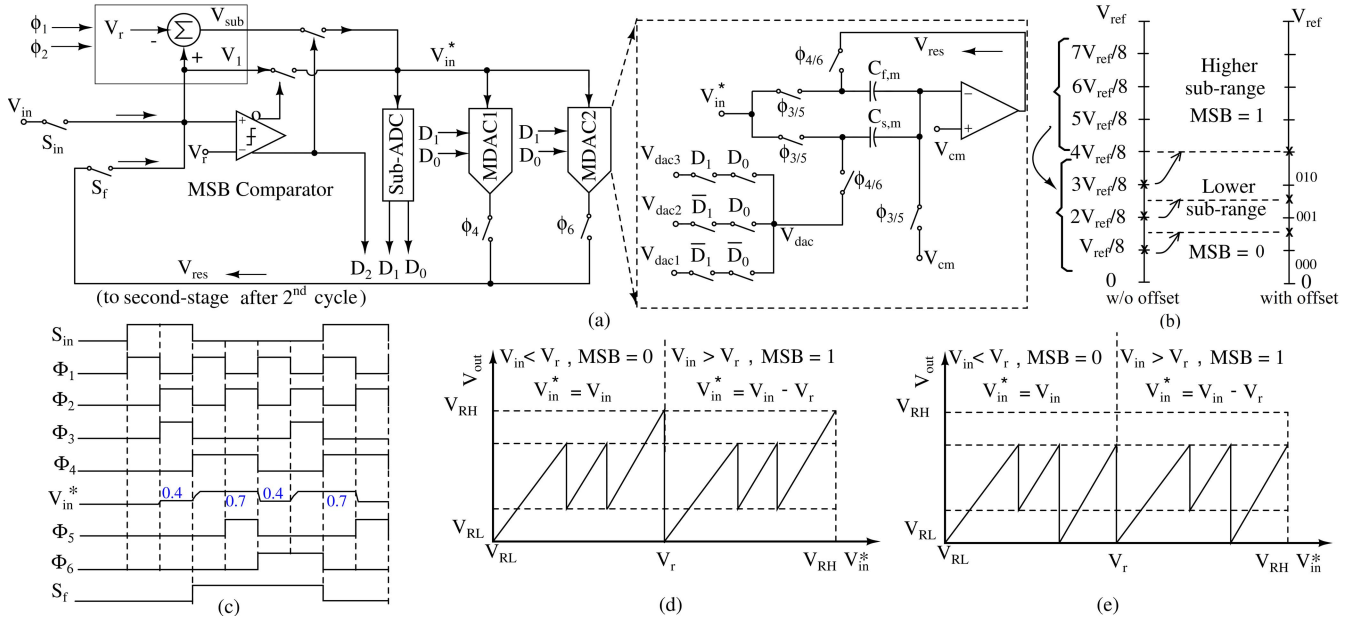 ϕ1
ϕ2
Vr
-
Σ
+
Vsub
V1
Vin*
Vin
Sin
Sf
+
-
Vr
MSB Comparator
Sub-ADC
D1
D0
MDAC1
D1
D0
MDAC2
ϕ4
ϕ6
D2 D1 D0
Vres
(to second-stage after 2nd cycle)
(a)
Vres
ϕ4/6
Cf,m
Vin*
ϕ3/5
ϕ3/5
Cs,m
-
+
Vcm
Vdac3 D1 D0
Vdac2 D̅1 D0
Vdac1 D̅1 D̅0
Vdac
ϕ4/6
ϕ3/5
Vcm
Vref
Vref
7Vref/8
6Vref/8
5Vref/8
4Vref/8
3Vref/8
2Vref/8
Vref/8
0
Higher
sub-range
MSB = 1
Lower
sub-range
MSB = 0
010
001
000
0
w/o offset
with offset
(b)
Sin
Φ1
Φ2
Φ3
Φ4
Vin*
0.4
0.7
0.4
0.7
Φ5
Φ6
Sf
(c)
Vout
Vin< Vr , MSB = 0
Vin > Vr , MSB = 1
Vin* = Vin
Vin* = Vin - Vr
VRH
VRL
VRL
Vr
VRH
Vin*
(d)
Vout
Vin< Vr , MSB = 0
Vin > Vr , MSB = 1
Vin* = Vin
Vin* = Vin - Vr
VRH
VRL
VRL
Vr
VRH
Vin*
(e)